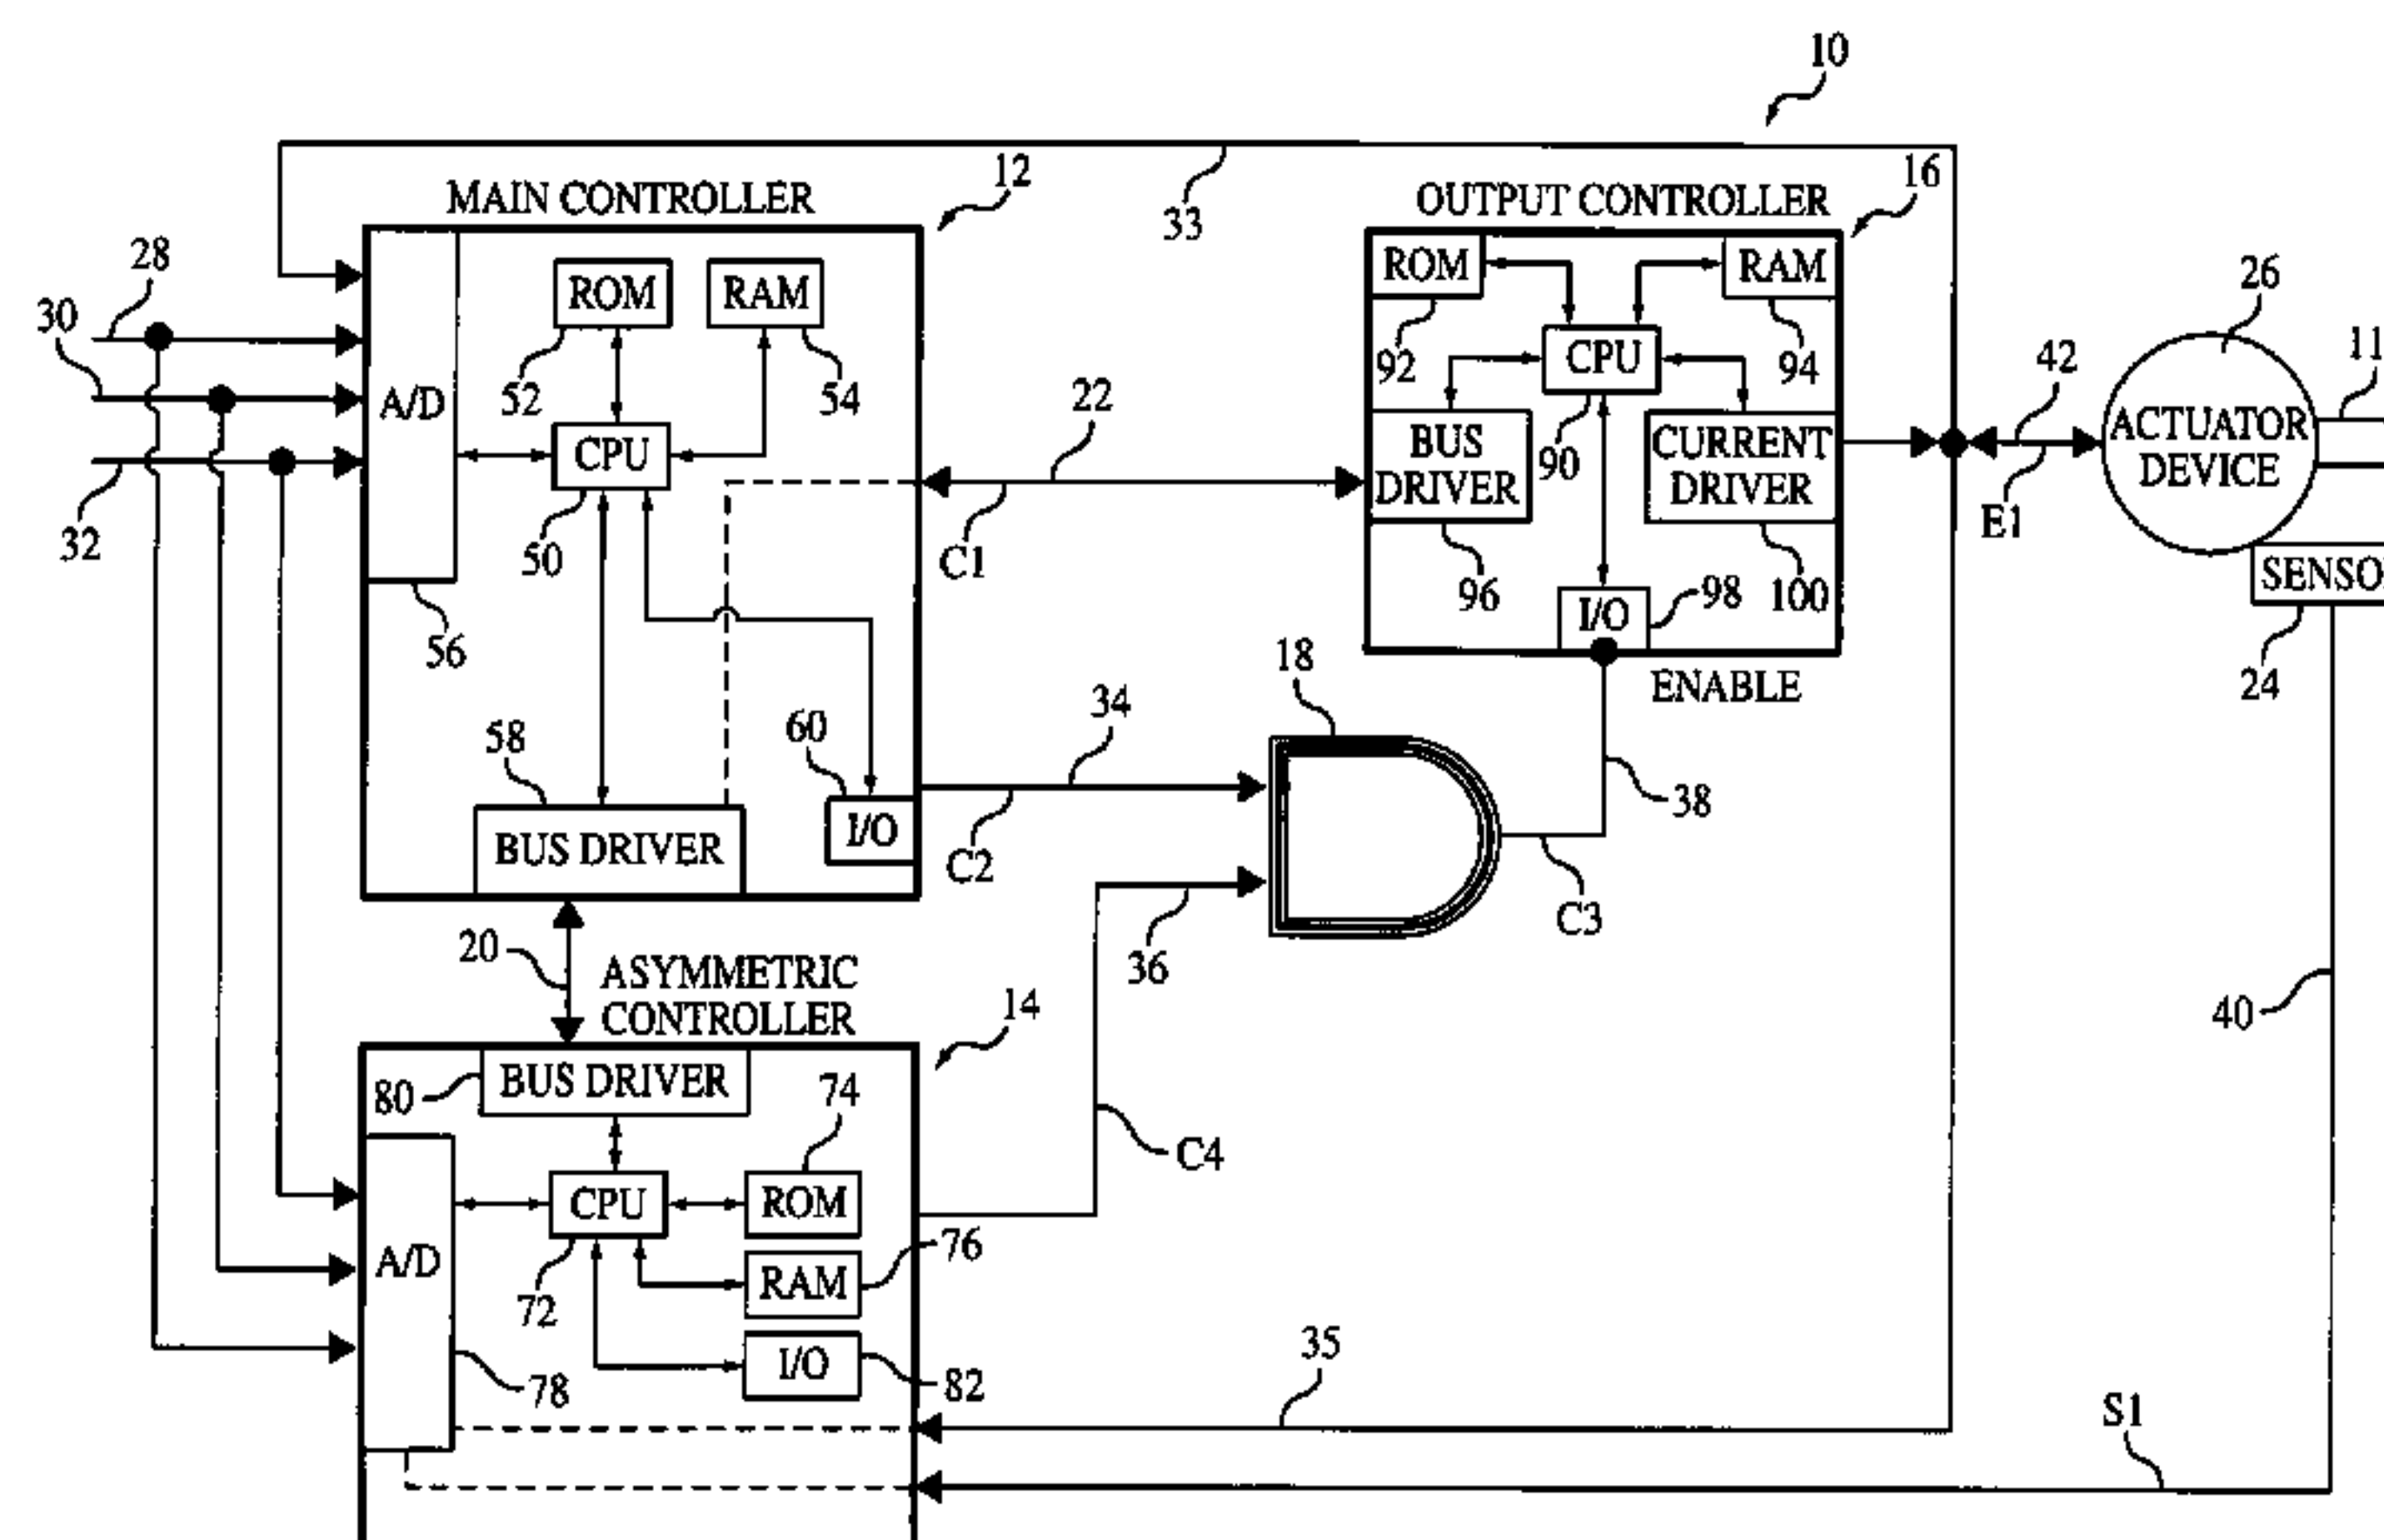 10
12
MAIN CONTROLLER
33
OUTPUT CONTROLLER
16
28
30
32
A/D
56
ROM
52
RAM
54
CPU
50
22
C1
ROM
92
RAM
94
CPU
90
BUS
DRIVER
96
CURRENT
DRIVER
100
I/O
98
ENABLE
42
E1
26
ACTUATOR
DEVICE
11
24
40
58
BUS DRIVER
60
I/O
34
C2
18
36
38
C3
20
ASYMMETRIC
CONTROLLER
14
80
BUS DRIVER
74
CPU
72
ROM
76
RAM
A/D
78
I/O
82
C4
35
S1